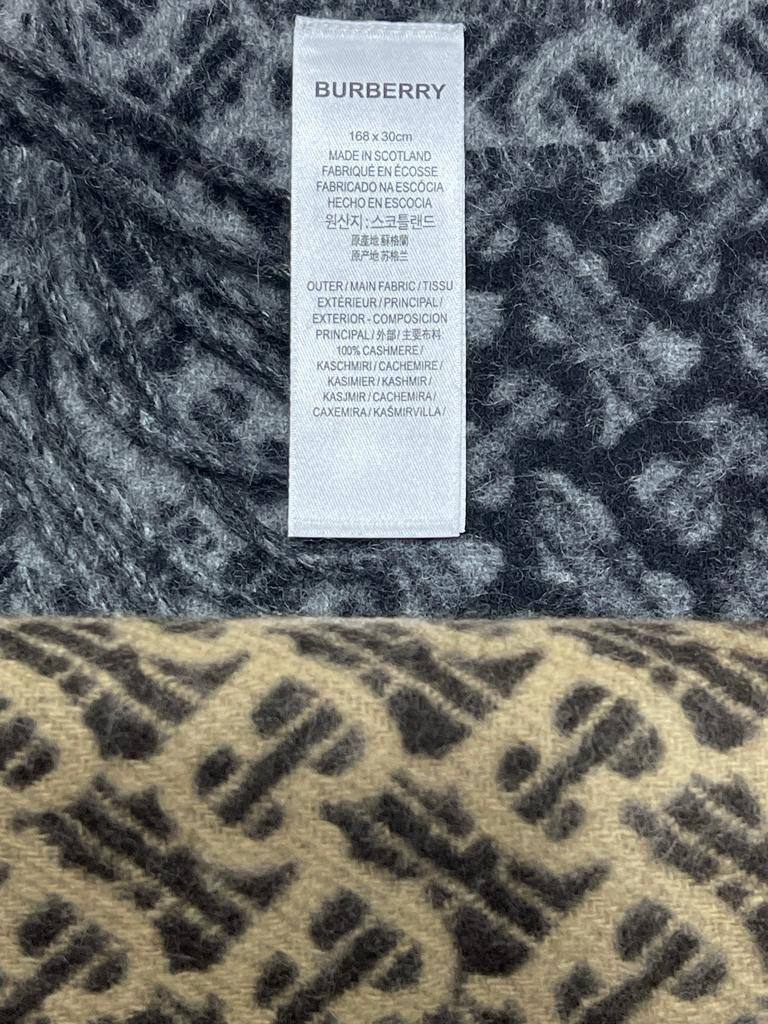 BURBERRY
168 x 30cm
MADE IN SCOTLAND
FABRIQUÉ EN ÉCOSSE
FABRICADO NA ESCÓCIA
HECHO EN ESCOCIA
원산지 : 스코틀랜드
原產地 蘇格蘭
原产地 苏格兰
OUTER / MAIN FABRIC / TISSU
EXTÉRIEUR / PRINCIPAL /
EXTERIOR - COMPOSICION
PRINCIPAL / 外部 / 主要布料
100% CASHMERE /
KASCHMIRI / CACHEMIRE /
KASIMIER / KASHMIR /
KASJMIR / CACHEMIRA /
CAXEMIRA / KAŠMIRVILLA /